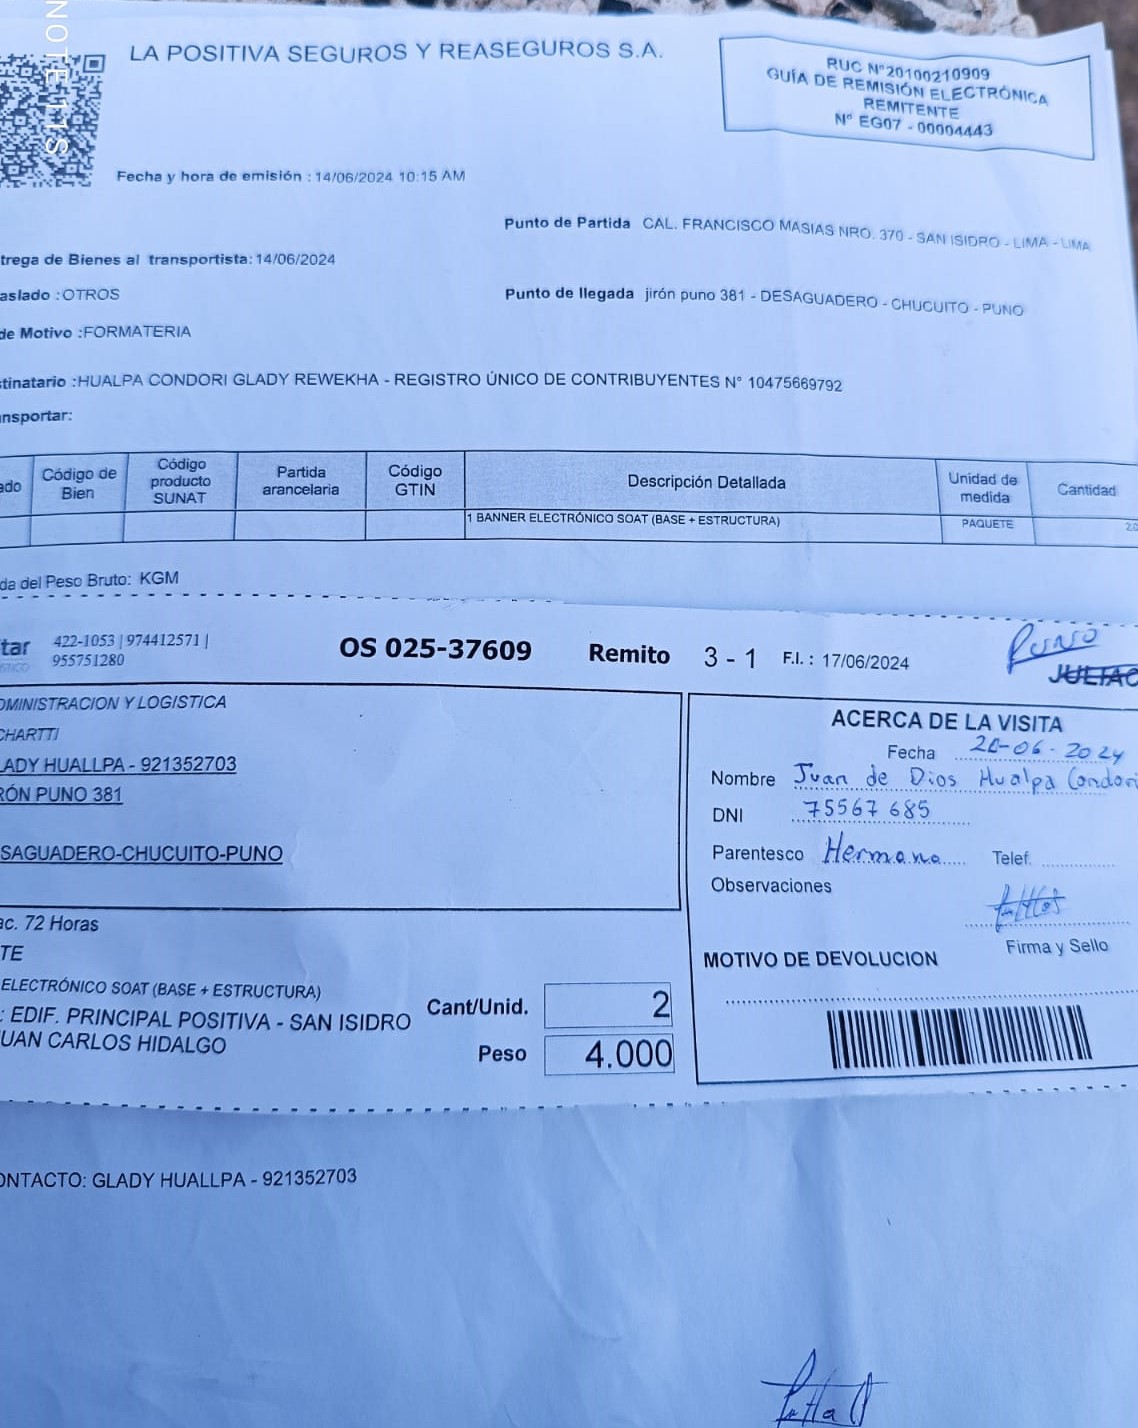 NOTE 11S
LA POSITIVA SEGUROS Y REASEGUROS S.A.
RUC N°20100210909
GUÍA DE REMISIÓN ELECTRÓNICA
REMITENTE
N° EG07 - 00004443
Fecha y hora de emisión : 14/06/2024 10:15 AM
Punto de Partida CAL. FRANCISCO MASIAS NRO. 370 - SAN ISIDRO - LIMA - LIMA
trega de Bienes al transportista: 14/06/2024
aslado : OTROS
Punto de llegada jirón puno 381 - DESAGUADERO - CHUCUITO - PUNO
de Motivo : FORMATERIA
stinatario : HUALPA CONDORI GLADY REWEKHA - REGISTRO ÚNICO DE CONTRIBUYENTES N° 10475669792
ansportar:
ado Código de Bien Código producto SUNAT Partida arancelaria Código GTIN Descripción Detallada Unidad de medida Cantidad
1 BANNER ELECTRÓNICO SOAT (BASE + ESTRUCTURA) PAQUETE 2.0
da del Peso Bruto: KGM
tar 422-1053 | 974412571 |
955751280
OS 025-37609 Remito 3 - 1 F.I. : 17/06/2024
Puno
JULIAC
DMINISTRACION Y LOGISTICA
CHARTTI
LADY HUALLPA - 921352703
RÓN PUNO 381
SAGUADERO-CHUCUITO-PUNO
ac. 72 Horas
TE
ELECTRÓNICO SOAT (BASE + ESTRUCTURA)
: EDIF. PRINCIPAL POSITIVA - SAN ISIDRO
UAN CARLOS HIDALGO
Cant/Unid. 2
Peso 4.000
ACERCA DE LA VISITA
Fecha 20-06-2024
Nombre Juan de Dios Hualpa Condori
DNI 75567685
Parentesco Hermano Telef.
Observaciones
Firma y Sello
MOTIVO DE DEVOLUCION
ONTACTO: GLADY HUALLPA - 921352703